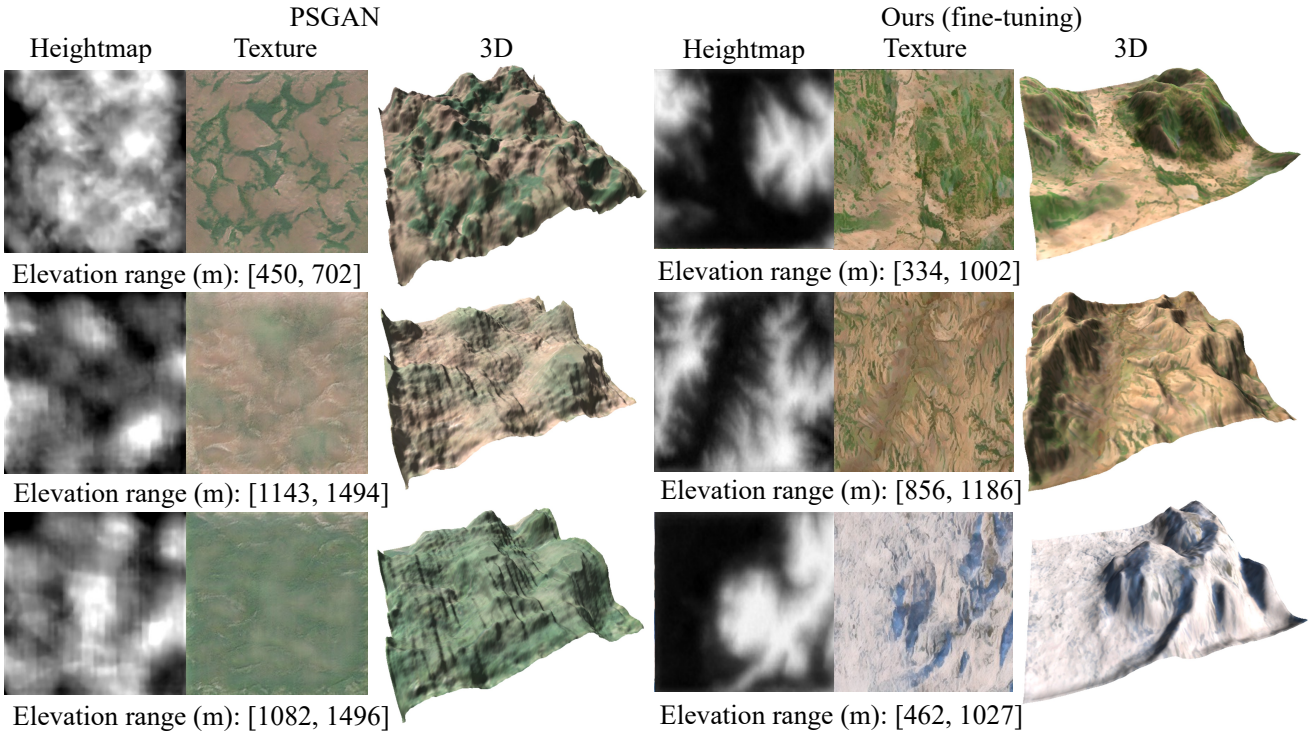 PSGAN
Ours (fine-tuning)
Heightmap Texture 3D
Heightmap Texture 3D
Elevation range (m): [450, 702]
Elevation range (m): [334, 1002]
Elevation range (m): [1143, 1494]
Elevation range (m): [856, 1186]
Elevation range (m): [1082, 1496]
Elevation range (m): [462, 1027]